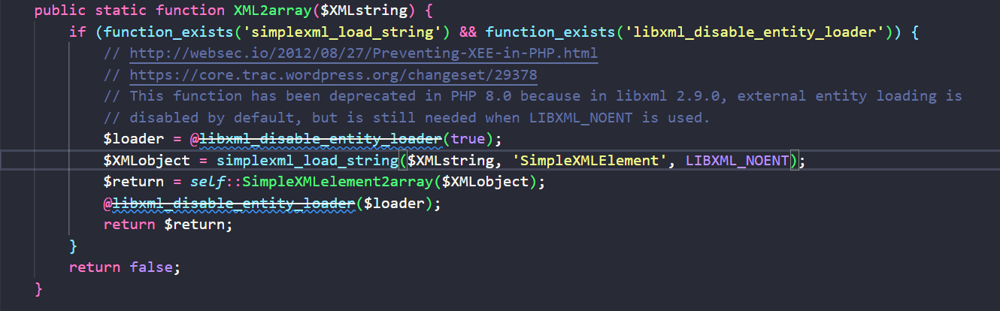 public static function XML2array($XMLstring) {
if (function_exists('simplexml_load_string') && function_exists('libxml_disable_entity_loader')) {
// http://websec.io/2012/08/27/Preventing-XEE-in-PHP.html
// https://core.trac.wordpress.org/changeset/29378
// This function has been deprecated in PHP 8.0 because in libxml 2.9.0, external entity loading is
// disabled by default, but is still needed when LIBXML_NOENT is used.
$loader = @libxml_disable_entity_loader(true);
$XMLobject = simplexml_load_string($XMLstring, 'SimpleXMLElement', LIBXML_NOENT);
$return = self::SimpleXMLelement2array($XMLobject);
@libxml_disable_entity_loader($loader);
return $return;
}
return false;
}